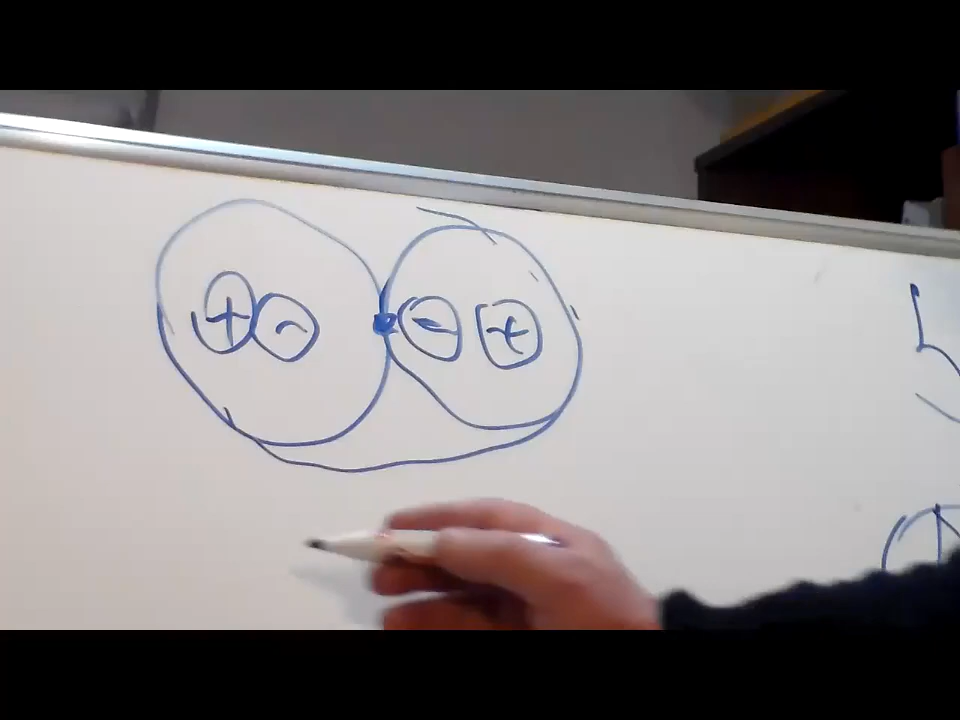 + - - +